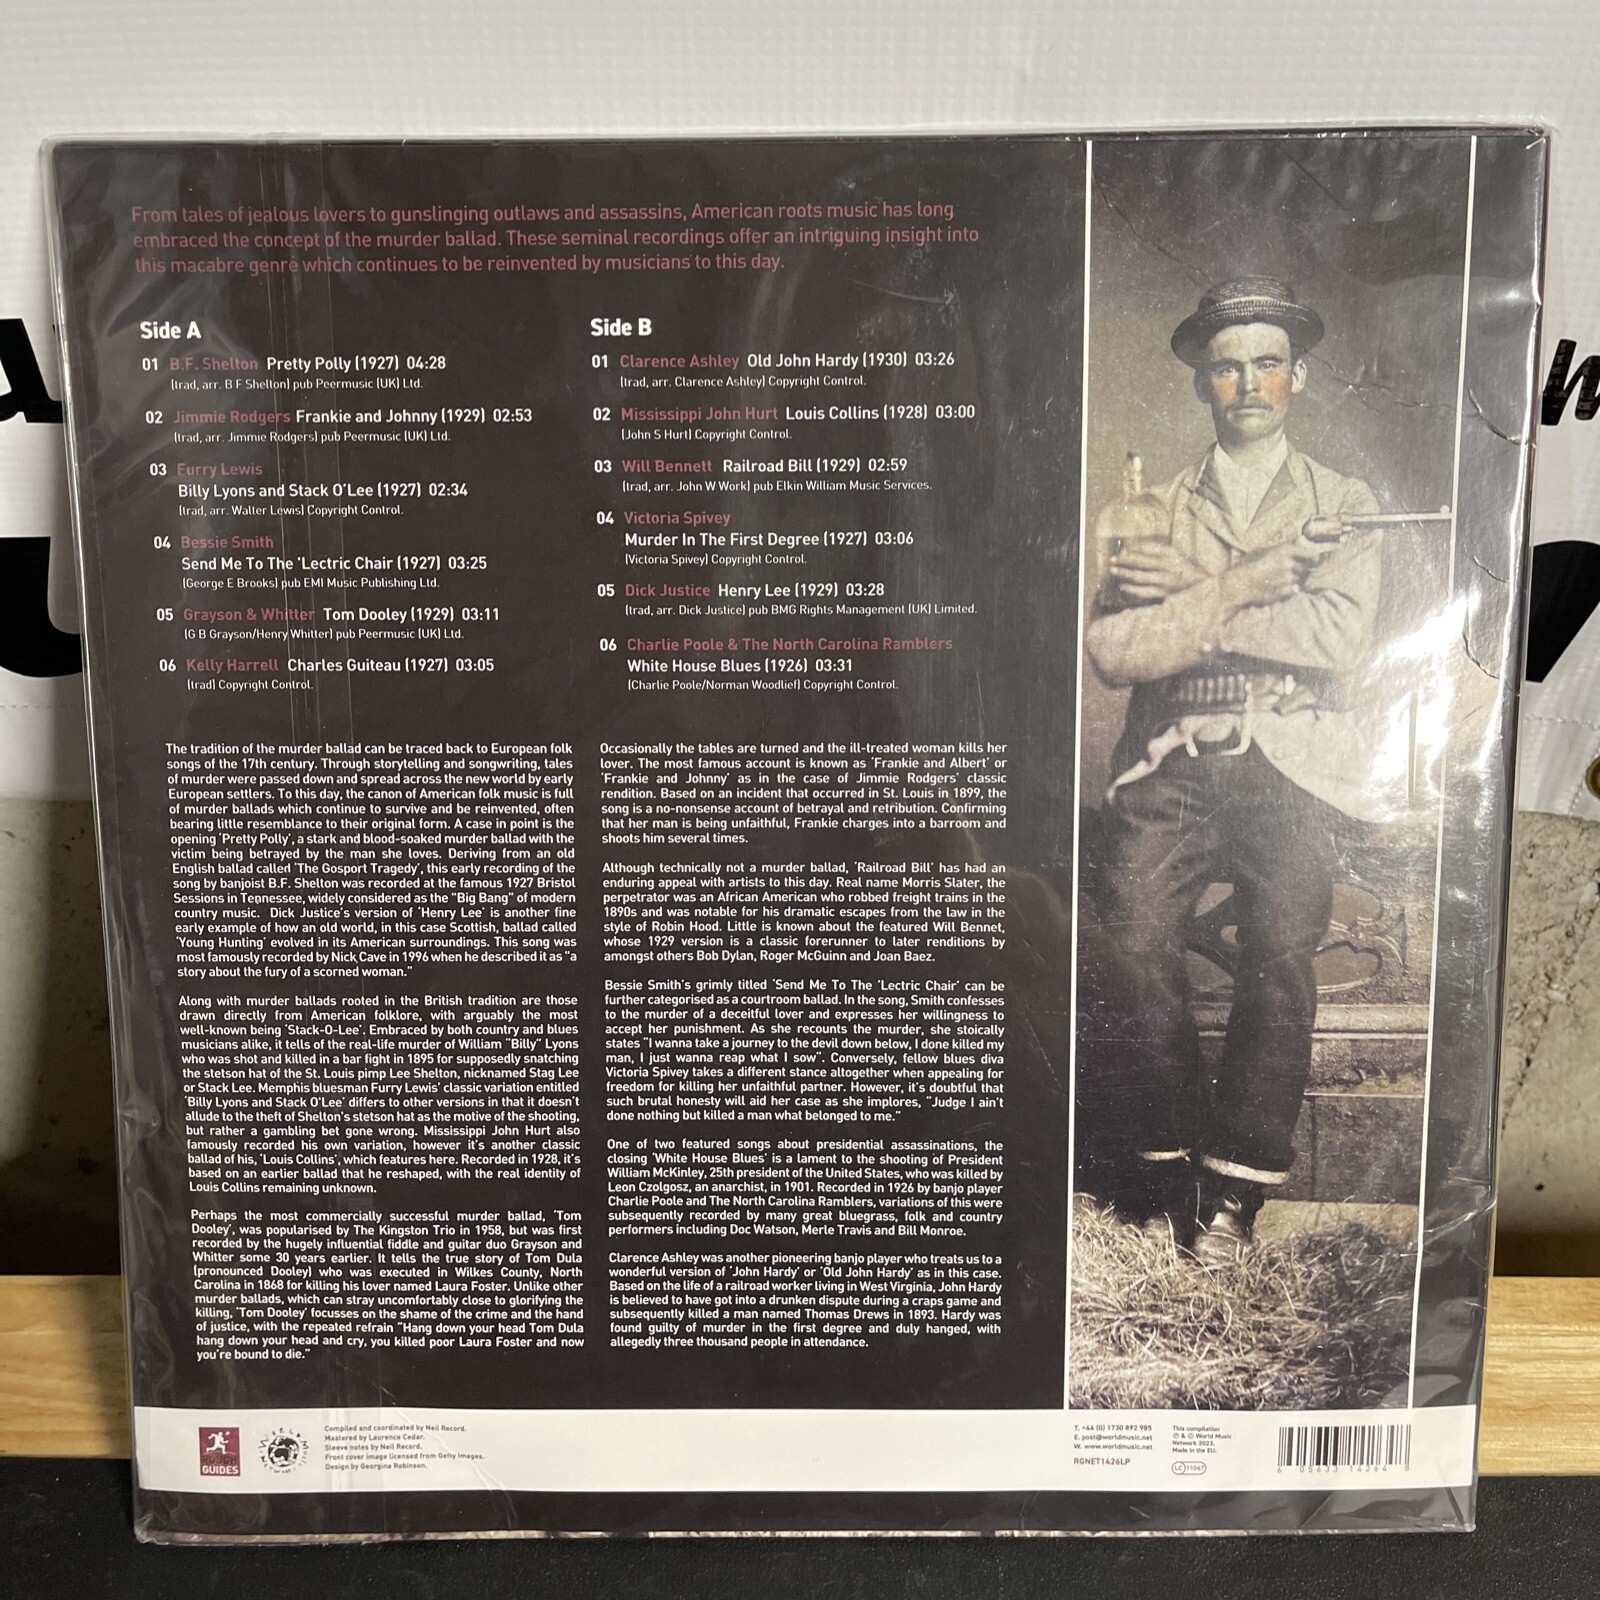 From tales of jealous lovers to gunslinging outlaws and assassins, American roots music has long
embraced the concept of the murder ballad. These seminal recordings offer an intriguing insight into
this macabre genre which continues to be reinvented by musicians to this day.
Side A
01 B.F. Shelton Pretty Polly (1927) 04:28
(trad, arr. B F Shelton) pub Peermusic (UK) Ltd.
02 Jimmie Rodgers Frankie and Johnny (1929) 02:53
(trad, arr. Jimmie Rodgers) pub Peermusic (UK) Ltd.
03 Furry Lewis
Billy Lyons and Stack O'Lee (1927) 02:34
(trad, arr. Walter Lewis) Copyright Control.
04 Bessie Smith
Send Me To The 'Lectric Chair (1927) 03:25
(George E Brooks) pub EMI Music Publishing Ltd.
05 Grayson & Whitter Tom Dooley (1929) 03:11
(G B Grayson/Henry Whitter) pub Peermusic (UK) Ltd.
06 Kelly Harrell Charles Guiteau (1927) 03:05
(trad) Copyright Control.
Side B
01 Clarence Ashley Old John Hardy (1930) 03:26
(trad, arr. Clarence Ashley) Copyright Control.
02 Mississippi John Hurt Louis Collins (1928) 03:00
(John S Hurt) Copyright Control.
03 Will Bennett Railroad Bill (1929) 02:59
(trad, arr. John W Work) pub Elkin William Music Services.
04 Victoria Spivey
Murder In The First Degree (1927) 03:06
(Victoria Spivey) Copyright Control.
05 Dick Justice Henry Lee (1929) 03:28
(trad, arr. Dick Justice) pub BMG Rights Management (UK) Limited.
06 Charlie Poole & The North Carolina Ramblers
White House Blues (1926) 03:31
(Charlie Poole/Norman Woodlief) Copyright Control.
The tradition of the murder ballad can be traced back to European folk
songs of the 17th century. Through storytelling and songwriting, tales
of murder were passed down and spread across the new world by early
European settlers. To this day, the canon of American folk music is full
of murder ballads which continue to survive and be reinvented, often
bearing little resemblance to their original form. A case in point is the
opening 'Pretty Polly', a stark and blood-soaked murder ballad with the
victim being betrayed by the man she loves. Deriving from an old
English ballad called 'The Gosport Tragedy', this early recording of the
song by banjoist B.F. Shelton was recorded at the famous 1927 Bristol
Sessions in Tennessee, widely considered as the "Big Bang" of modern
country music. Dick Justice's version of 'Henry Lee' is another fine
early example of how an old world, in this case Scottish, ballad called
'Young Hunting' evolved in its American surroundings. This song was
most famously recorded by Nick Cave in 1996 when he described it as "a
story about the fury of a scorned woman."
Along with murder ballads rooted in the British tradition are those
drawn directly from American folklore, with arguably the most
well-known being 'Stack-O-Lee'. Embraced by both country and blues
musicians alike, it tells of the real-life murder of William "Billy" Lyons
who was shot and killed in a bar fight in 1895 for supposedly snatching
the stetson hat of the St. Louis pimp Lee Shelton, nicknamed Stag Lee
or Stack Lee. Memphis bluesman Furry Lewis' classic variation entitled
'Billy Lyons and Stack O'Lee' differs to other versions in that it doesn't
allude to the theft of Shelton's stetson hat as the motive of the shooting,
but rather a gambling bet gone wrong. Mississippi John Hurt also
famously recorded his own variation, however it's another classic
ballad of his, 'Louis Collins', which features here. Recorded in 1928, it's
based on an earlier ballad that he reshaped, with the real identity of
Louis Collins remaining unknown.
Perhaps the most commercially successful murder ballad, 'Tom
Dooley', was popularised by The Kingston Trio in 1958, but was first
recorded by the hugely influential fiddle and guitar duo Grayson and
Whitter some 30 years earlier. It tells the true story of Tom Dula
(pronounced Dooley) who was executed in Wilkes County, North
Carolina in 1868 for killing his lover named Laura Foster. Unlike other
murder ballads, which can stray uncomfortably close to glorifying the
killing, 'Tom Dooley' focusses on the shame of the crime and the hand
of justice, with the repeated refrain "Hang down your head Tom Dula
hang down your head and cry, you killed poor Laura Foster and now
you're bound to die."
Occasionally the tables are turned and the ill-treated woman kills her
lover. The most famous account is known as 'Frankie and Albert' or
'Frankie and Johnny' as in the case of Jimmie Rodgers' classic
rendition. Based on an incident that occurred in St. Louis in 1899, the
song is a no-nonsense account of betrayal and retribution. Confirming
that her man is being unfaithful, Frankie charges into a barroom and
shoots him several times.
Although technically not a murder ballad, 'Railroad Bill' has had an
enduring appeal with artists to this day. Real name Morris Slater, the
perpetrator was an African American who robbed freight trains in the
1890s and was notable for his dramatic escapes from the law in the
style of Robin Hood. Little is known about the featured Will Bennet,
whose 1929 version is a classic forerunner to later renditions by
amongst others Bob Dylan, Roger McGuinn and Joan Baez.
Bessie Smith's grimly titled 'Send Me To The 'Lectric Chair' can be
further categorised as a courtroom ballad. In the song, Smith confesses
to the murder of a deceitful lover and expresses her willingness to
accept her punishment. As she recounts the murder, she stoically
states "I wanna take a journey to the devil down below, I done killed my
man, I just wanna reap what I sow". Conversely, fellow blues diva
Victoria Spivey takes a different stance altogether when appealing for
freedom for killing her unfaithful partner. However, it's doubtful that
such brutal honesty will aid her case as she implores, "Judge I ain't
done nothing but killed a man what belonged to me."
One of two featured songs about presidential assassinations, the
closing 'White House Blues' is a lament to the shooting of President
William McKinley, 25th president of the United States, who was killed by
Leon Czolgosz, an anarchist, in 1901. Recorded in 1926 by banjo player
Charlie Poole and The North Carolina Ramblers, variations of this were
subsequently recorded by many great bluegrass, folk and country
performers including Doc Watson, Merle Travis and Bill Monroe.
Clarence Ashley was another pioneering banjo player who treats us to a
wonderful version of 'John Hardy' or 'Old John Hardy' as in this case.
Based on the life of a railroad worker living in West Virginia, John Hardy
is believed to have got into a drunken dispute during a craps game and
subsequently killed a man named Thomas Drews in 1893. Hardy was
found guilty of murder in the first degree and duly hanged, with
allegedly three thousand people in attendance.
ROUGH
GUIDES
Compiled and coordinated by Neil Record.
Mastered by Laurence Cedar.
Sleeve notes by Neil Record.
Front cover image licensed from Getty Images.
Design by Georgina Robinson.
T. +44 (0) 1730 892 985
E. post@worldmusic.net
W. www.worldmusic.net
RGNET1426LP
This compilation
℗ & © World Music
Network 2023.
Made in the EU.
LC 11067
6 05633 14264 8